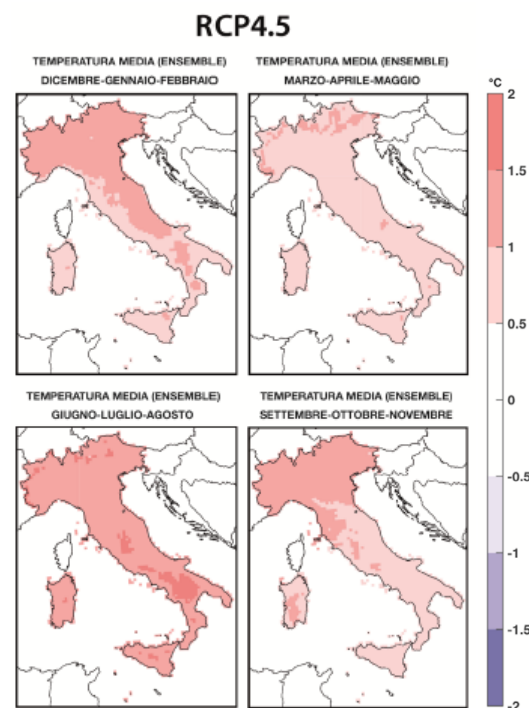 RCP4.5
TEMPERATURA MEDIA (ENSEMBLE)
DICEMBRE-GENNAIO-FEBBRAIO
TEMPERATURA MEDIA (ENSEMBLE)
MARZO-APRILE-MAGGIO
TEMPERATURA MEDIA (ENSEMBLE)
GIUGNO-LUGLIO-AGOSTO
TEMPERATURA MEDIA (ENSEMBLE)
SETTEMBRE-OTTOBRE-NOVEMBRE
°C
2
1.5
1
0.5
0
-0.5
-1
-1.5
-2